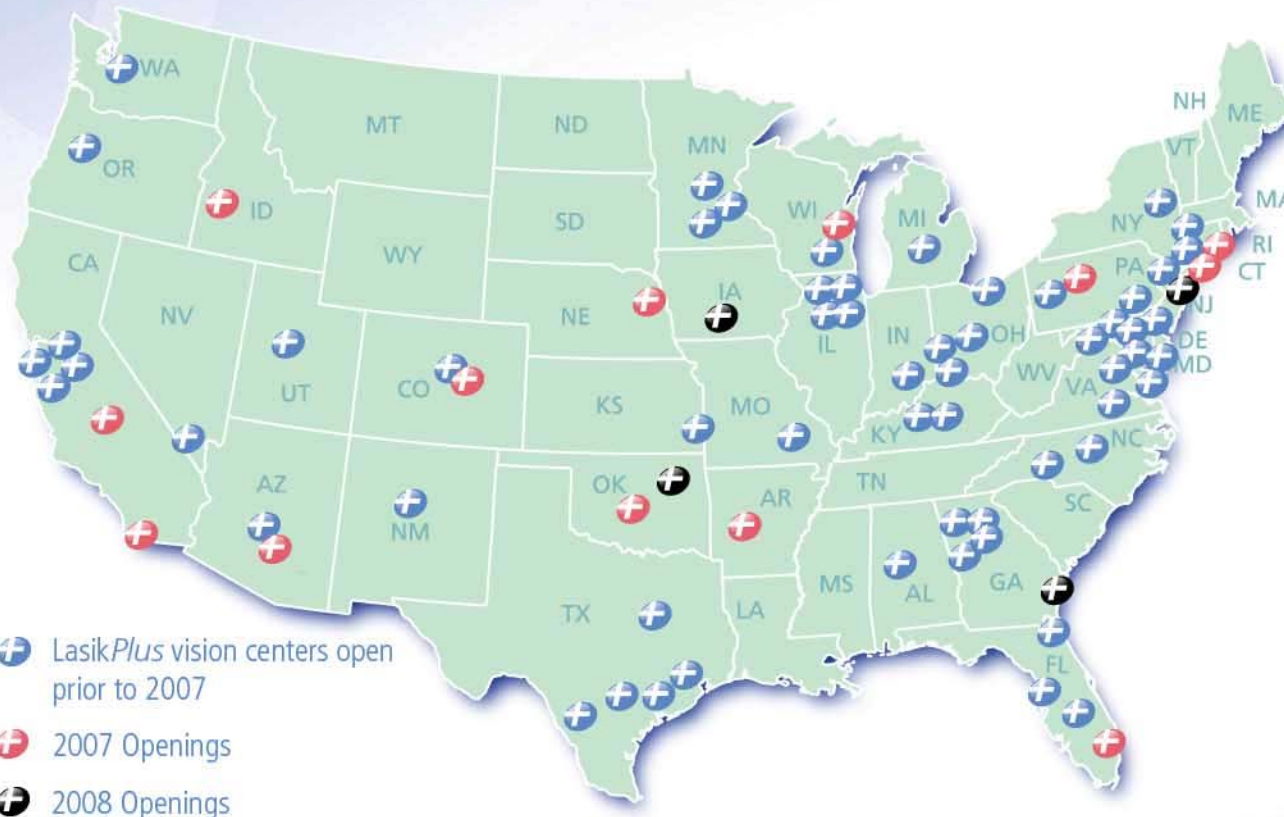 WA
MT
ND
MN
OR
ID
SD
WI
MI
NH
ME
VT
MA
NY
RI
CT
CA
NV
WY
NE
IA
PA
NJ
UT
CO
KS
MO
IL
IN
OH
DE
MD
WV
VA
KY
NC
AZ
NM
OK
AR
TN
SC
TX
LA
MS
AL
GA
FL
LasikPlus vision centers open
prior to 2007
2007 Openings
2008 Openings